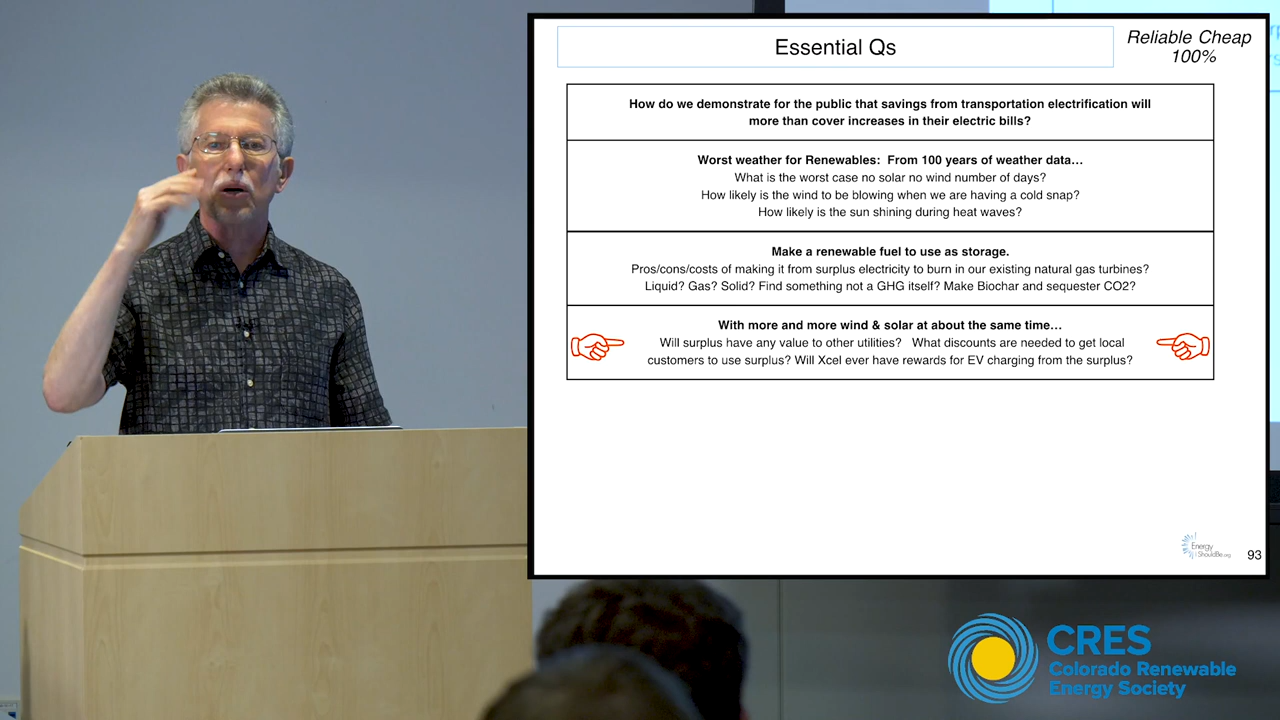 Essential Qs
Reliable Cheap
100%
How do we demonstrate for the public that savings from transportation electrification will
more than cover increases in their electric bills?
Worst weather for Renewables: From 100 years of weather data…
What is the worst case no solar no wind number of days?
How likely is the wind to be blowing when we are having a cold snap?
How likely is the sun shining during heat waves?
Make a renewable fuel to use as storage.
Pros/cons/costs of making it from surplus electricity to burn in our existing natural gas turbines?
Liquid? Gas? Solid? Find something not a GHG itself? Make Biochar and sequester CO2?
With more and more wind & solar at about the same time…
Will surplus have any value to other utilities? What discounts are needed to get local
customers to use surplus? Will Xcel ever have rewards for EV charging from the surplus?
Energy
ShouldBe.org
93
CRES
Colorado Renewable
Energy Society